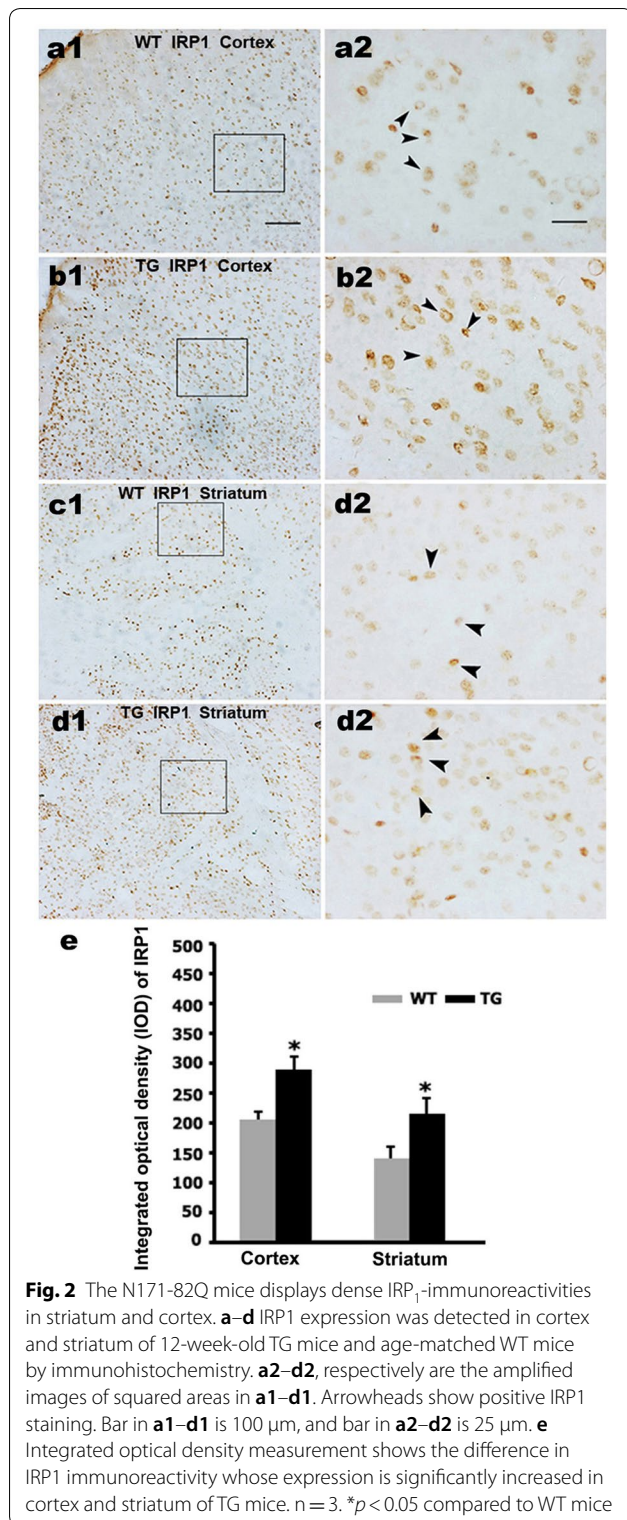 a1
WT IRP1 Cortex
a2
b1
TG IRP1 Cortex
b2
c1
WT IRP1 Striatum
d2
d1
TG IRP1 Striatum
d2
e
Integrated optical density (IOD) of IRP1
500
450
400
350
300
250
200
150
100
50
0
WT
TG
*
*
Cortex
Striatum
Fig. 2 The N171-82Q mice displays dense IRP1-immunoreactivities
in striatum and cortex. a–d IRP1 expression was detected in cortex
and striatum of 12-week-old TG mice and age-matched WT mice
by immunohistochemistry. a2–d2, respectively are the amplified
images of squared areas in a1–d1. Arrowheads show positive IRP1
staining. Bar in a1–d1 is 100 μm, and bar in a2–d2 is 25 μm. e
Integrated optical density measurement shows the difference in
IRP1 immunoreactivity whose expression is significantly increased in
cortex and striatum of TG mice. n = 3. *p < 0.05 compared to WT mice